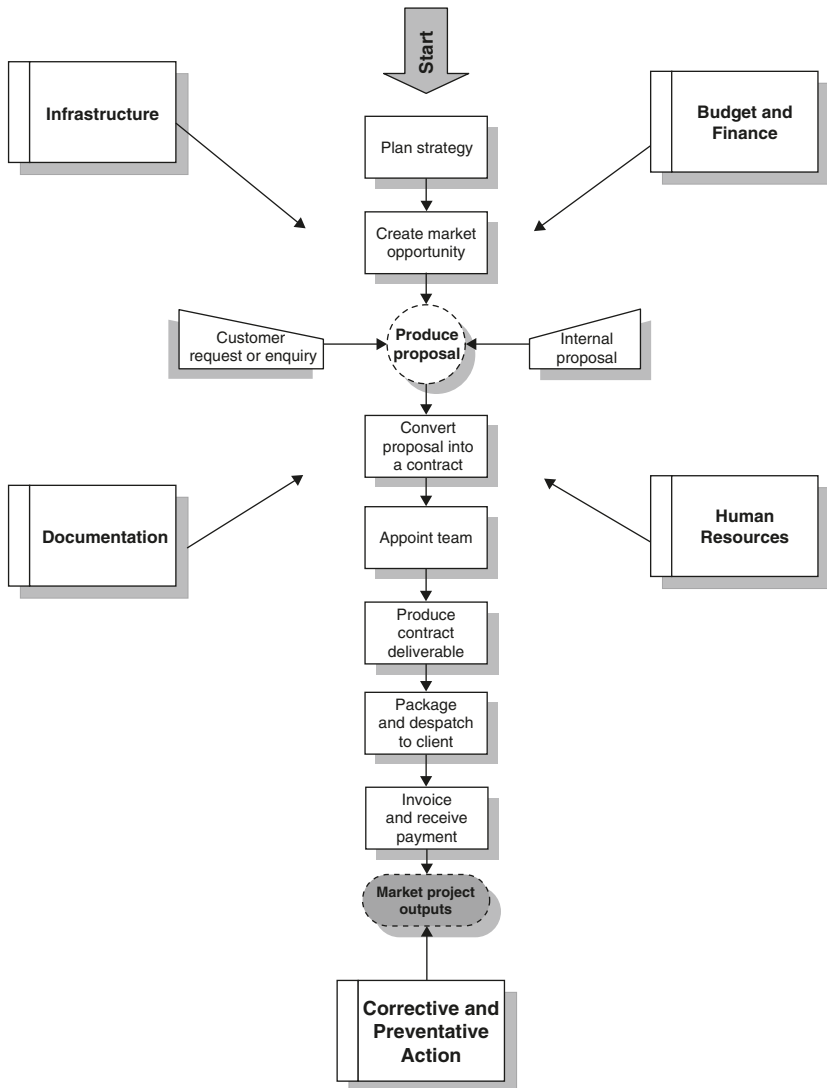 Start
Infrastructure
Budget and
Finance
Plan strategy
Create market
opportunity
Customer
request or enquiry
Produce
proposal
Internal
proposal
Convert
proposal into
a contract
Documentation
Human
Resources
Appoint team
Produce
contract
deliverable
Package
and despatch
to client
Invoice
and receive
payment
Market project
outputs
Corrective and
Preventative
Action